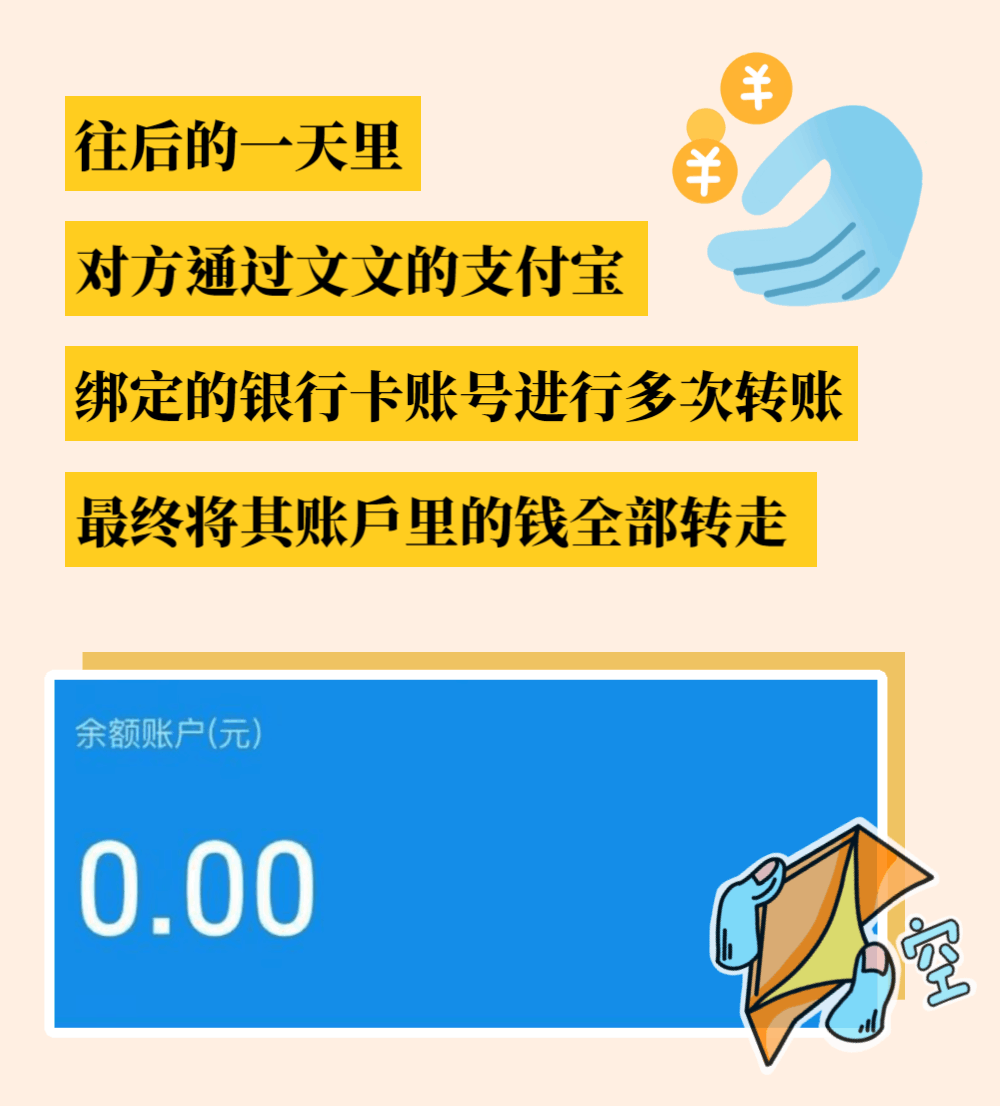 ¥
¥
往后的一天里
对方通过文文的支付宝
绑定的银行卡账号进行多次转账
最终将其账戶里的钱全部转走
余额账户(元)
0.00
空